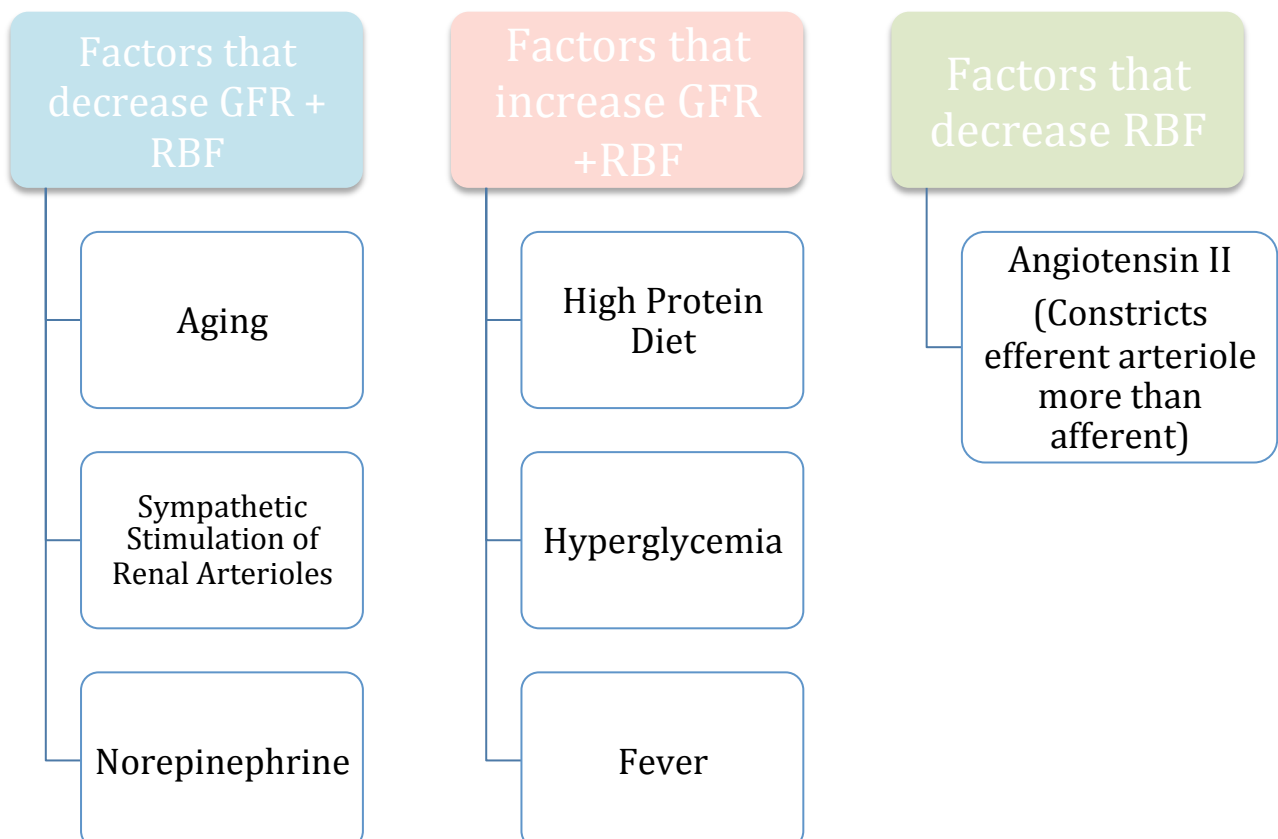 Factors that
decrease GFR +
RBF
Aging
Sympathetic
Stimulation of
Renal Arterioles
Norepinephrine
Factors that
increase GFR
+RBF
High Protein
Diet
Hyperglycemia
Fever
Factors that
decrease RBF
Angiotensin II
(Constricts
efferent arteriole
more than
afferent)